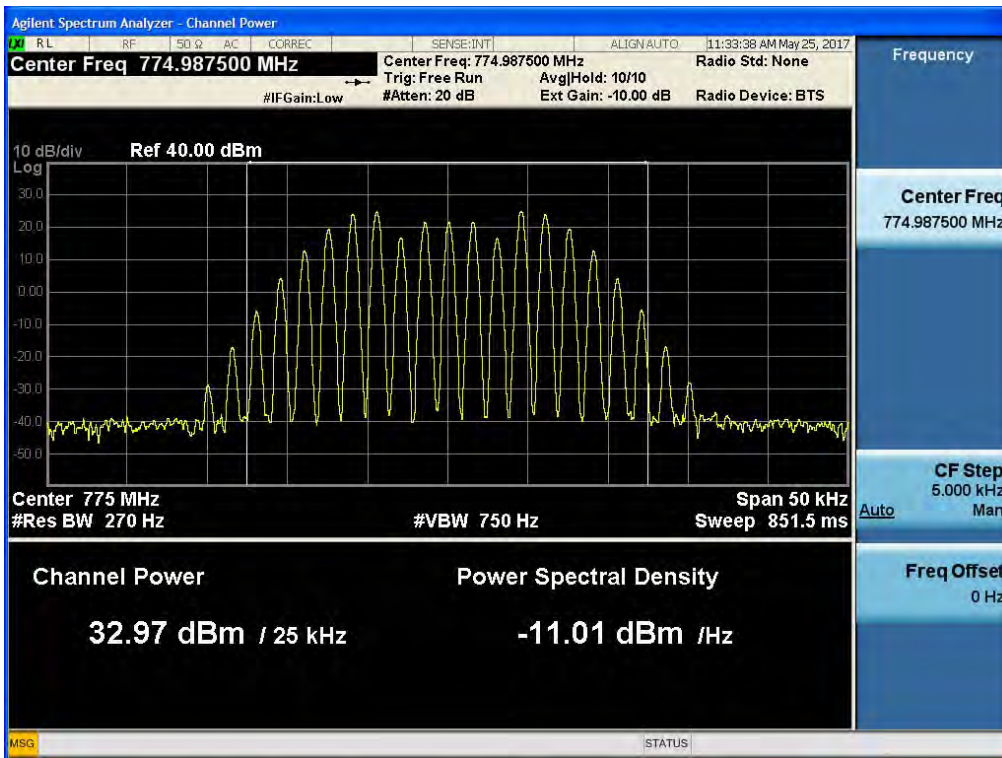 Agilent Spectrum Analyzer - Channel Power
LXI RL RF 50 Ω AC CORREC SENSE:INT ALIGN AUTO 11:33:38 AM May 25, 2017
Center Freq 774.987500 MHz
Center Freq: 774.987500 MHz
Radio Std: None
Trig: Free Run Avg|Hold: 10/10
#IFGain:Low
#Atten: 20 dB Ext Gain: -10.00 dB Radio Device: BTS
10 dB/div Ref 40.00 dBm
Log
30.0
20.0
10.0
0.00
-10.0
-20.0
-30.0
-40.0
-50.0
Center 775 MHz Span 50 kHz
#Res BW 270 Hz #VBW 750 Hz Sweep 851.5 ms
Channel Power Power Spectral Density
32.97 dBm / 25 kHz -11.01 dBm /Hz
Frequency
Center Freq
774.987500 MHz
CF Step
5.000 kHz
Auto Man
Freq Offset
0 Hz
MSG STATUS